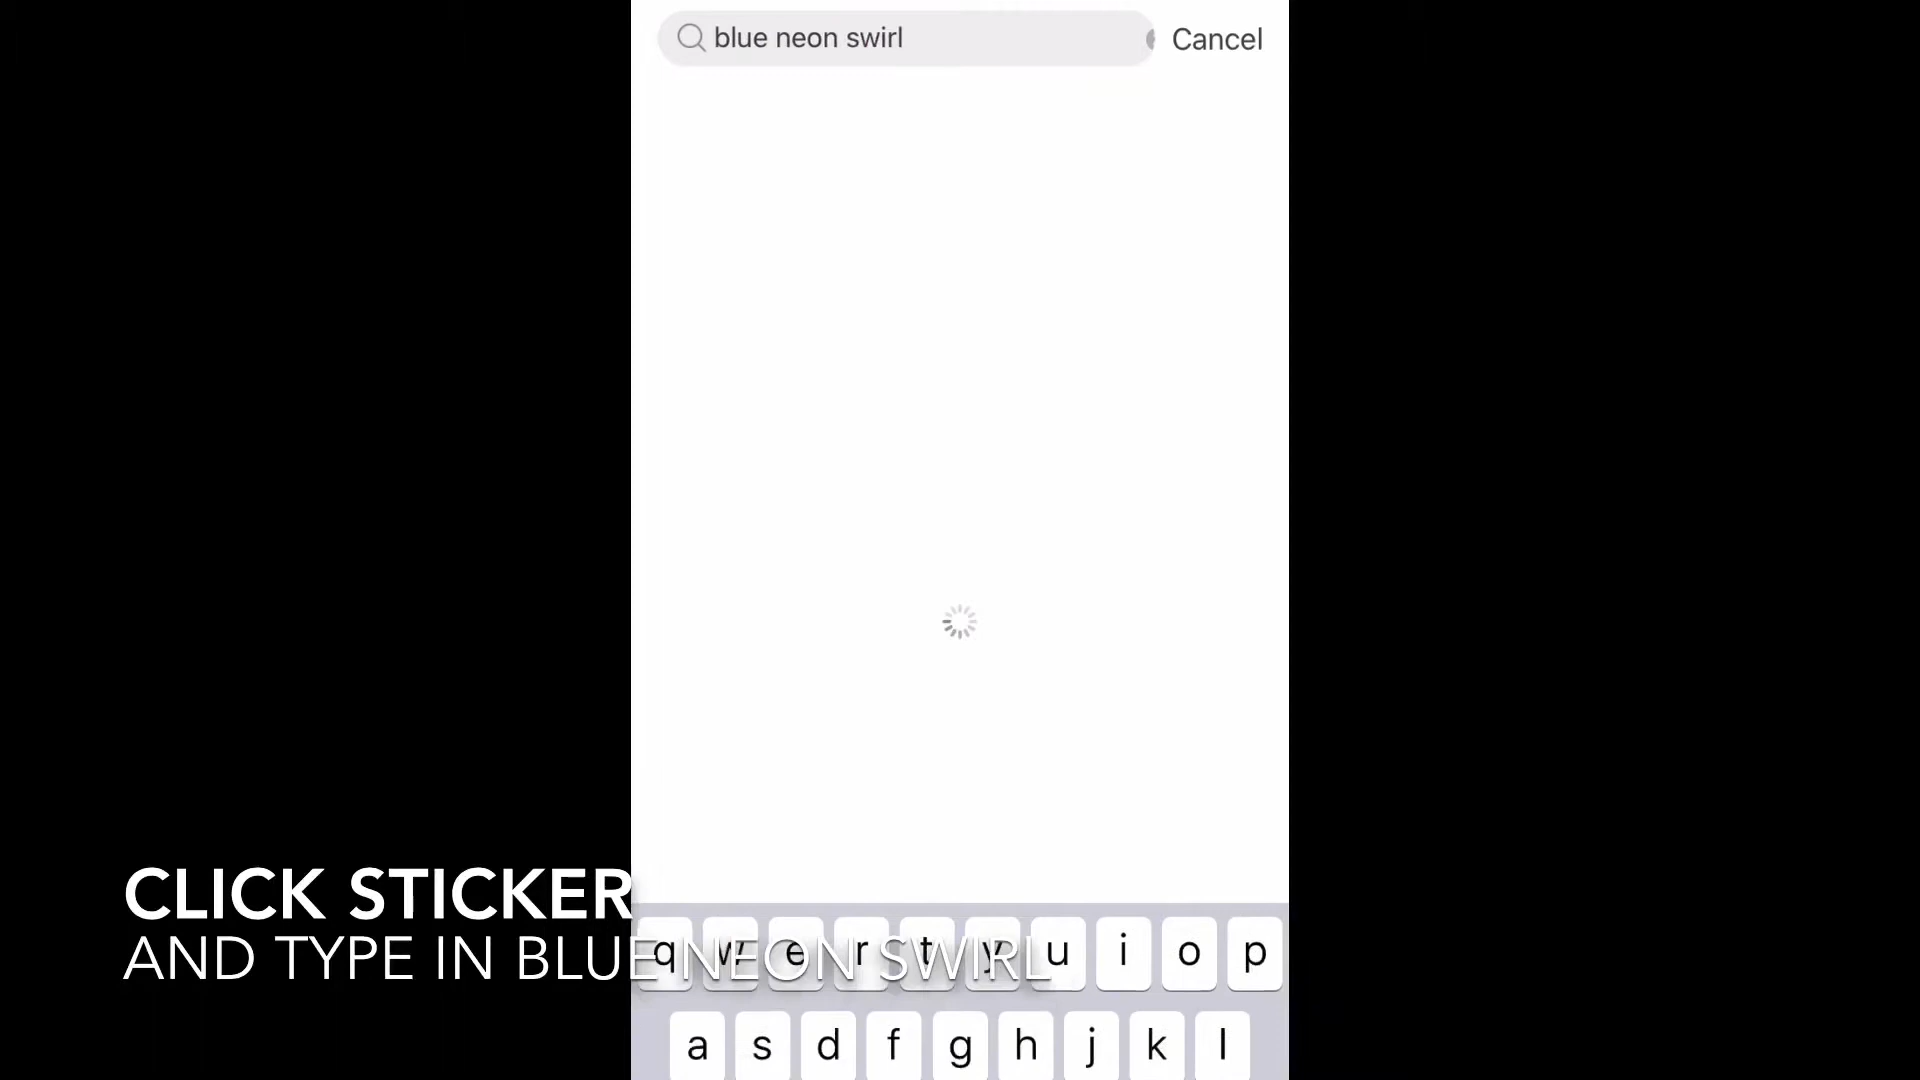 blue neon swirl
Cancel
CLICK STICKER
AND TYPE IN BLUE NEON SWIRL
q w e r t y u i o p
a s d f g h j k l